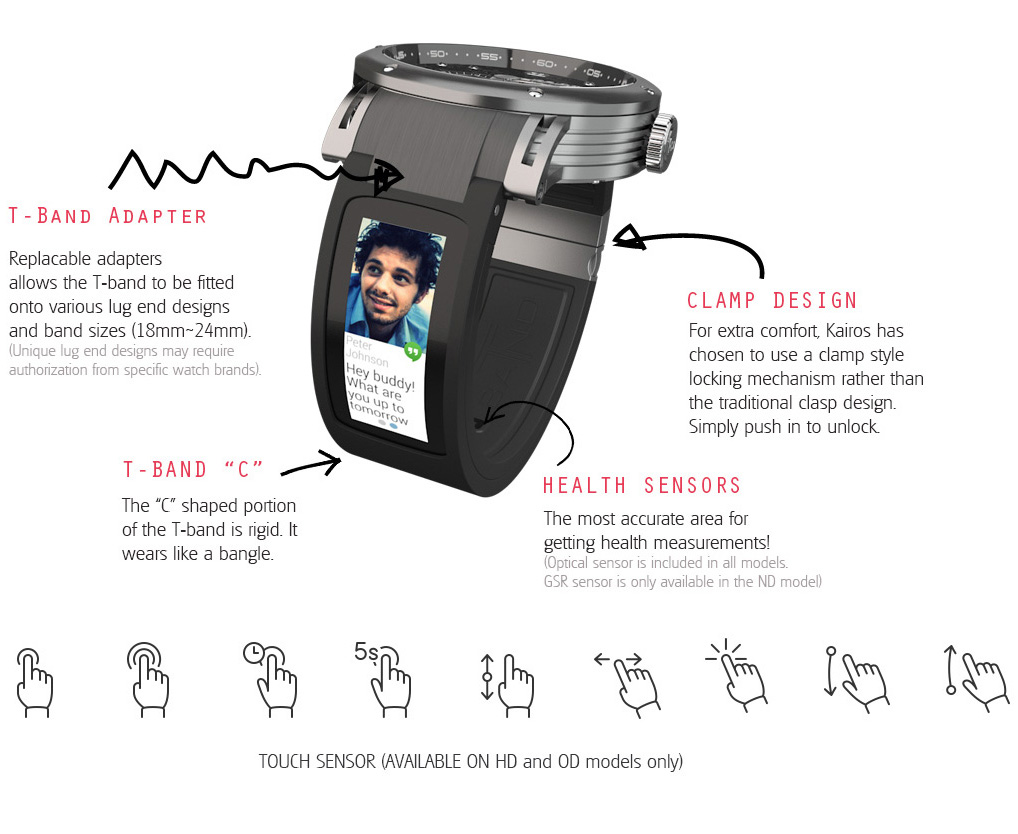 50
55
60
05
T-BAND ADAPTER
Replacable adapters
allows the T-band to be fitted
onto various lug end designs
and band sizes (18mm~24mm).
(Unique lug end designs may require
authorization from specific watch brands).
Peter
Johnson
Hey buddy!
What are
you up to
tomorrow
CLAMP DESIGN
For extra comfort, Kairos has
chosen to use a clamp style
locking mechanism rather than
the traditional clasp design.
Simply push in to unlock.
T-BAND “C”
The “C” shaped portion
of the T-band is rigid. It
wears like a bangle.
HEALTH SENSORS
The most accurate area for
getting health measurements!
(Optical sensor is included in all models.
GSR sensor is only available in the ND model)
5s
TOUCH SENSOR (AVAILABLE ON HD and OD models only)